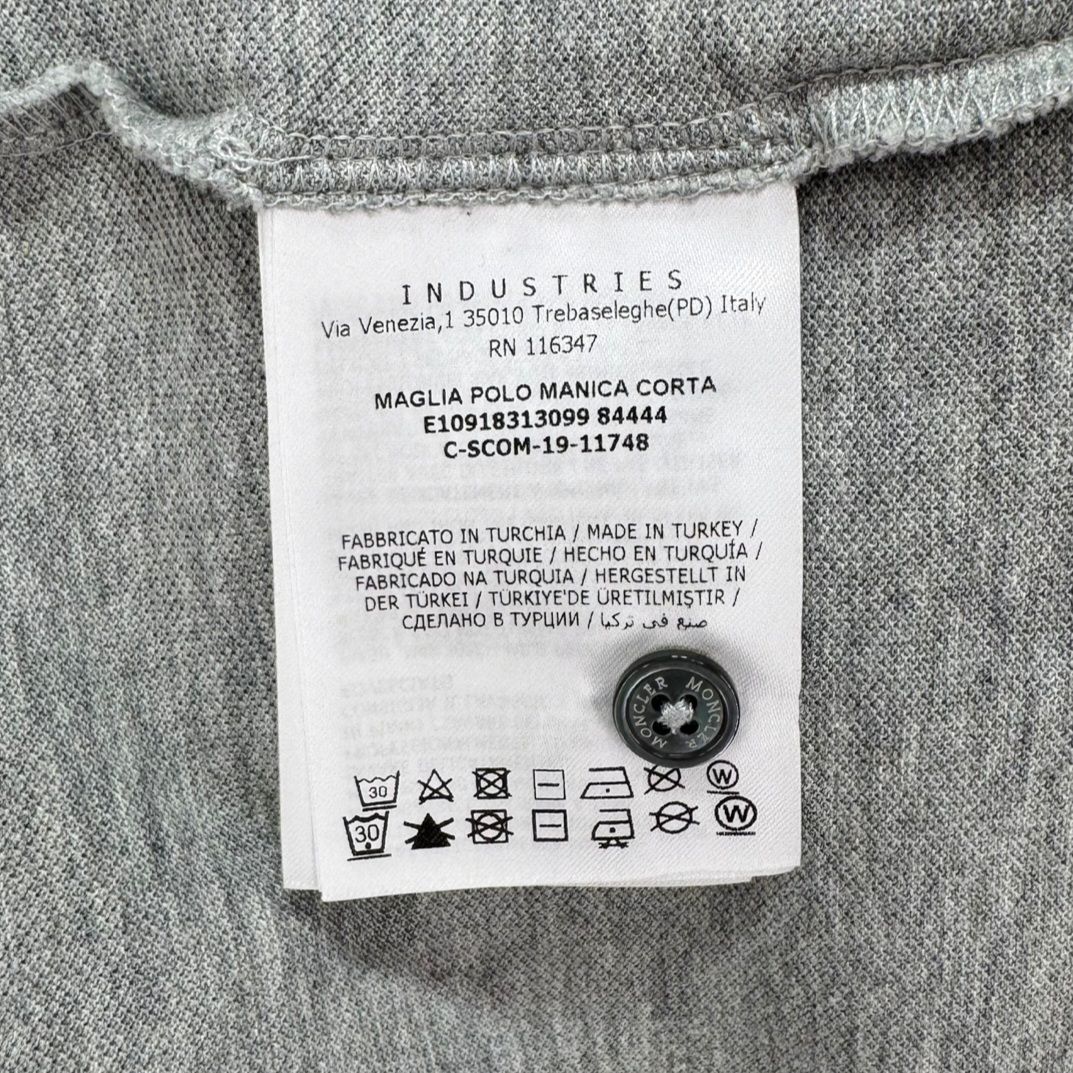 INDUSTRIES
Via Venezia,1 35010 Trebaseleghe(PD) Italy
RN 116347
MAGLIA POLO MANICA CORTA
E10918313099 84444
C-SCOM-19-11748
FABBRICATO IN TURCHIA / MADE IN TURKEY /
FABRIQUÉ EN TURQUIE / HECHO EN TURQUÍA /
FABRICADO NA TURQUIA / HERGESTELLT IN
DER TÜRKEI / TÜRKIYE'DE ÜRETILMIŞTIR /
СДЕЛАНО В ТУРЦИИ / صنع في تركيا
MONCLER MONCLER
30 W
30 W